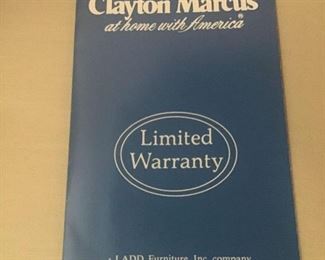 Clayton Marcus
at home with America®
Limited
Warranty
a LADD Furniture, Inc. company